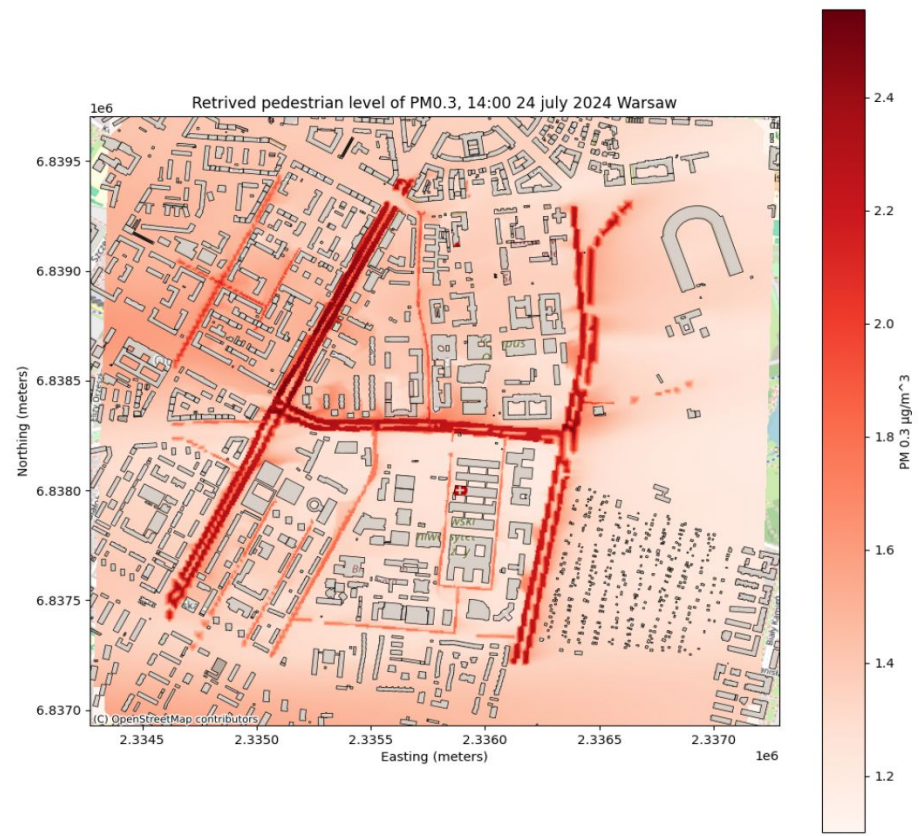 Retrived pedestrian level of PM0.3, 14:00 24 july 2024 Warsaw
1e6
6.8395
6.8390
6.8385
6.8380
6.8375
6.8370
Northing (meters)
(C) OpenStreetMap contributors
2.3345
2.3350
2.3355
2.3360
2.3365
2.3370
1e6
Easting (meters)
2.4
2.2
2.0
1.8
1.6
1.4
1.2
PM 0.3 µg/m^3